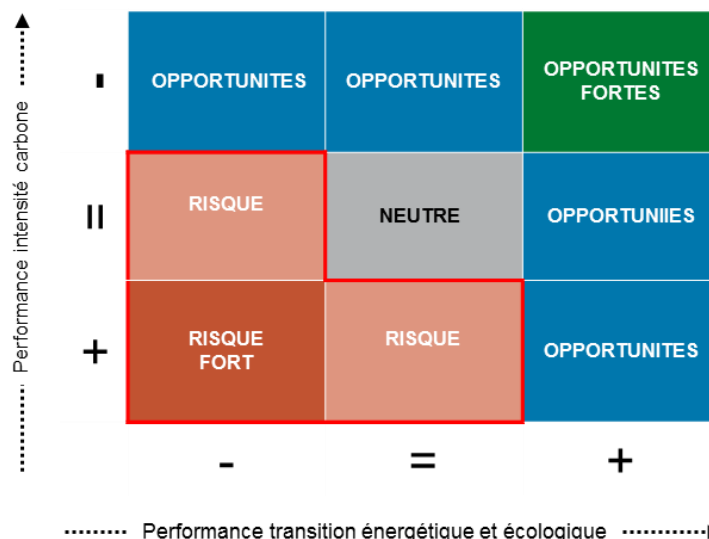 Performance intensité carbone
-
OPPORTUNITES
OPPORTUNITES
OPPORTUNITES
FORTES
=
RISQUE
NEUTRE
OPPORTUNIIES
+
RISQUE
FORT
RISQUE
OPPORTUNITES
-
=
+
Performance transition énergétique et écologique